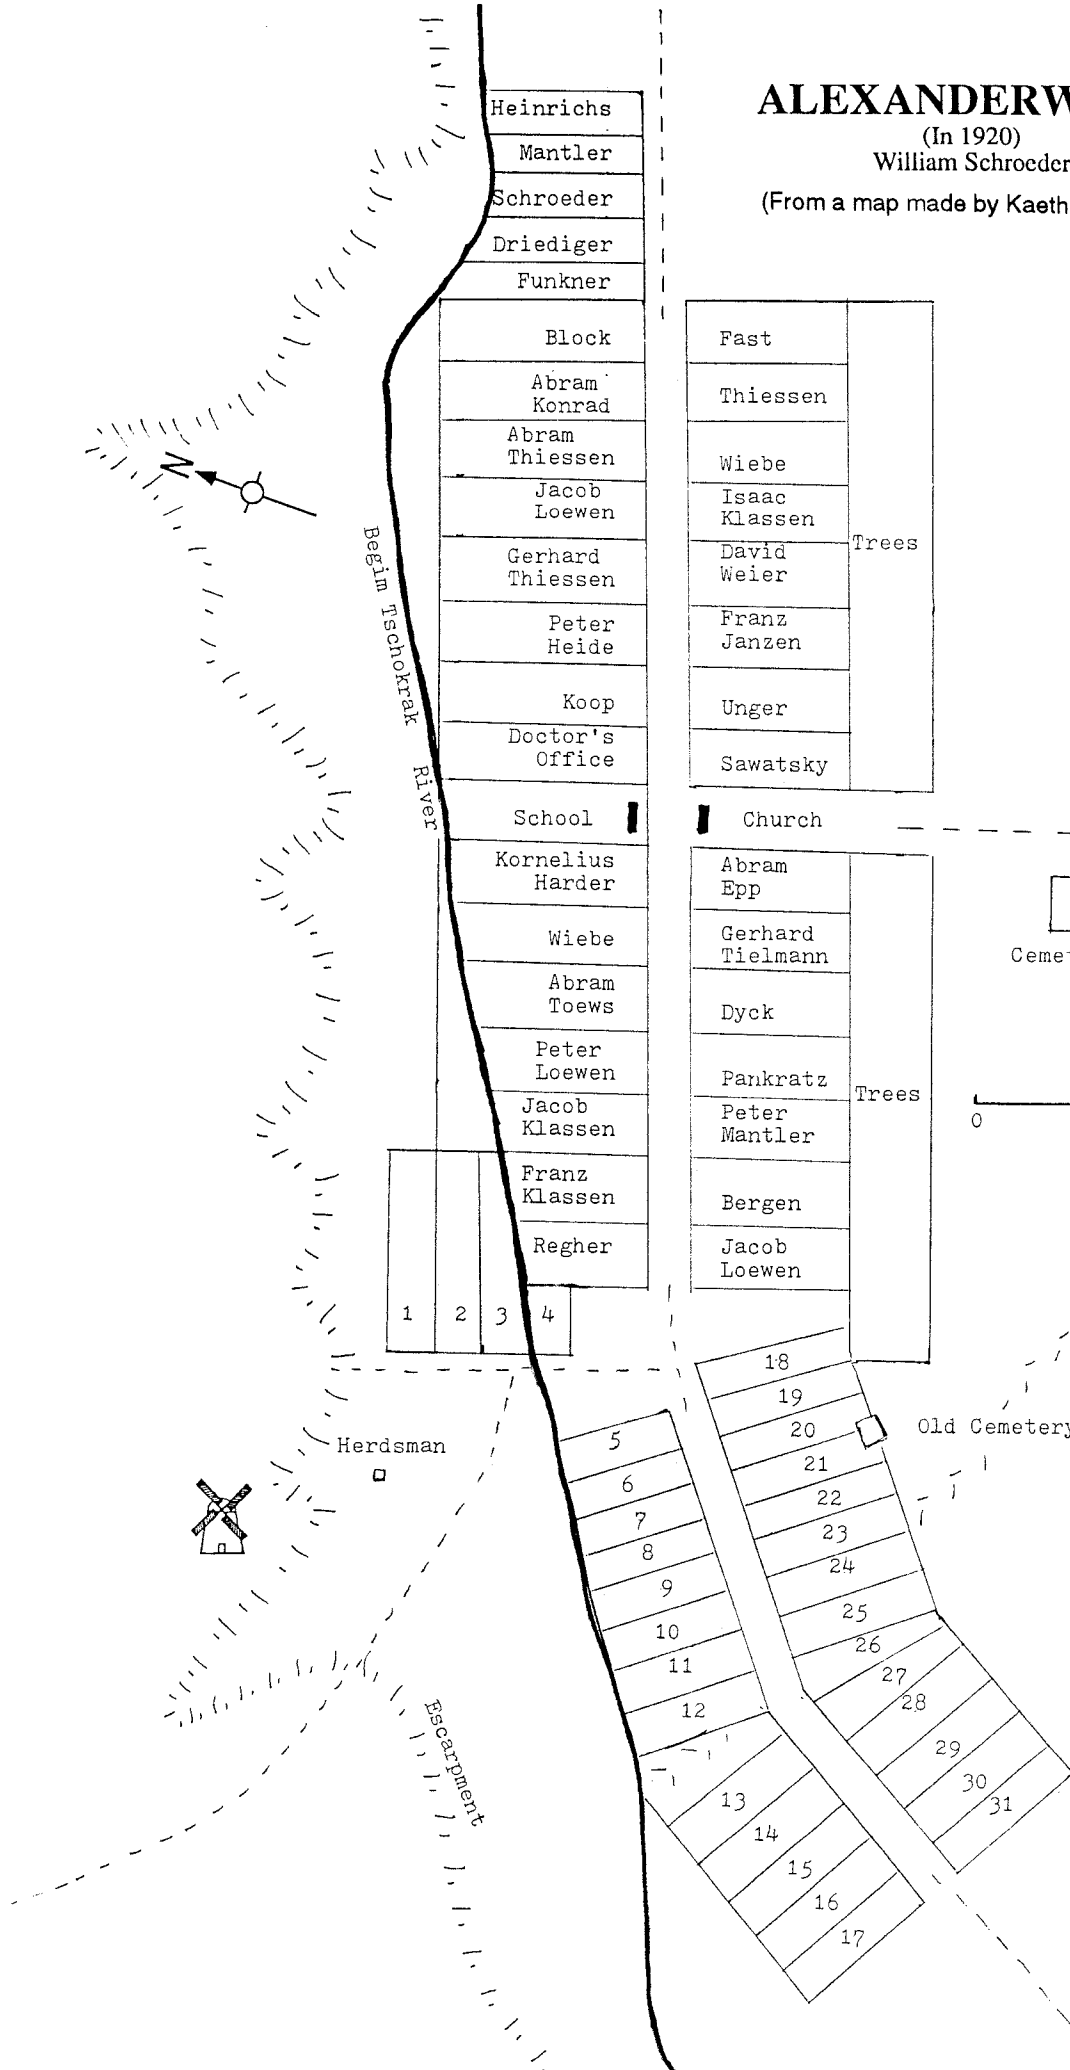 ALEXANDERW
(In 1920)
William Schroeder
(From a map made by Kaeth
Heinrichs
Mantler
Schroeder
Driediger
Funkner
Block
Abram
Konrad
Abram
Thiessen
Jacob
Loewen
Gerhard
Thiessen
Peter
Heide
Koop
Doctor's
Office
School
Kornelius
Harder
Wiebe
Abram
Toews
Peter
Loewen
Jacob
Klassen
Franz
Klassen
Regher
Fast
Thiessen
Wiebe
Isaac
Klassen
David
Weier
Franz
Janzen
Unger
Sawatsky
Church
Abram
Epp
Gerhard
Tielmann
Dyck
Pankratz
Peter
Mantler
Bergen
Jacob
Loewen
Trees
Trees
N
Begim Tschokrak River
Cemet
0
1
2
3
4
5
6
7
8
9
10
11
12
13
14
15
16
17
18
19
20
21
22
23
24
25
26
27
28
29
30
31
Old Cemetery
Herdsman
Escarpment